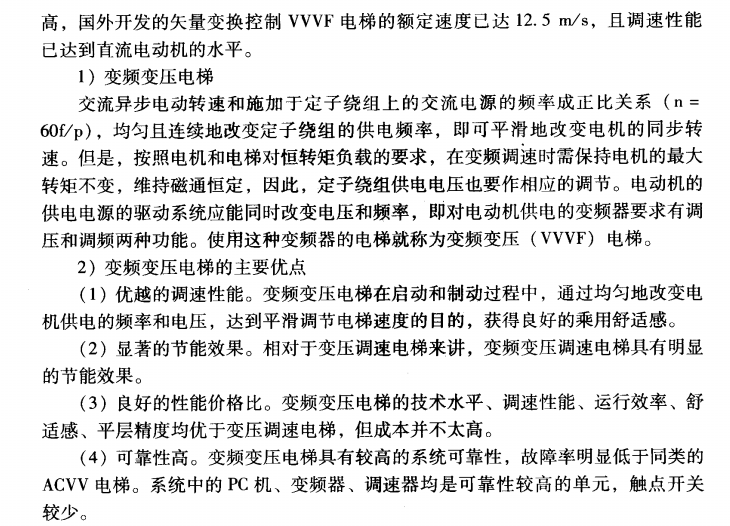 高，国外开发的矢量变换控制 VVVF 电梯的额定速度已达 12.5 m/s，且调速性能
已达到直流电动机的水平。
1）变频变压电梯
交流异步电动转速和施加于定子绕组上的交流电源的频率成正比关系（n =
60f/p），均匀且连续地改变定子绕组的供电频率，即可平滑地改变电机的同步转
速。但是，按照电机和电梯对恒转矩负载的要求，在变频调速时需保持电机的最大
转矩不变，维持磁通恒定，因此，定子绕组供电电压也要作相应的调节。电动机的
供电电源的驱动系统应能同时改变电压和频率，即对电动机供电的变频器要求有调
压和调频两种功能。使用这种变频器的电梯就称为变频变压（VVVF）电梯。
2）变频变压电梯的主要优点
（1）优越的调速性能。变频变压电梯在启动和制动过程中，通过均匀地改变电
机供电的频率和电压，达到平滑调节电梯速度的目的，获得良好的乘用舒适感。
（2）显著的节能效果。相对于变压调速电梯来讲，变频变压调速电梯具有明显
的节能效果。
（3）良好的性能价格比。变频变压电梯的技术水平、调速性能、运行效率、舒
适感、平层精度均优于变压调速电梯，但成本并不太高。
（4）可靠性高。变频变压电梯具有较高的系统可靠性，故障率明显低于同类的
ACVV 电梯。系统中的 PC 机、变频器、调速器均是可靠性较高的单元，触点开关
较少。